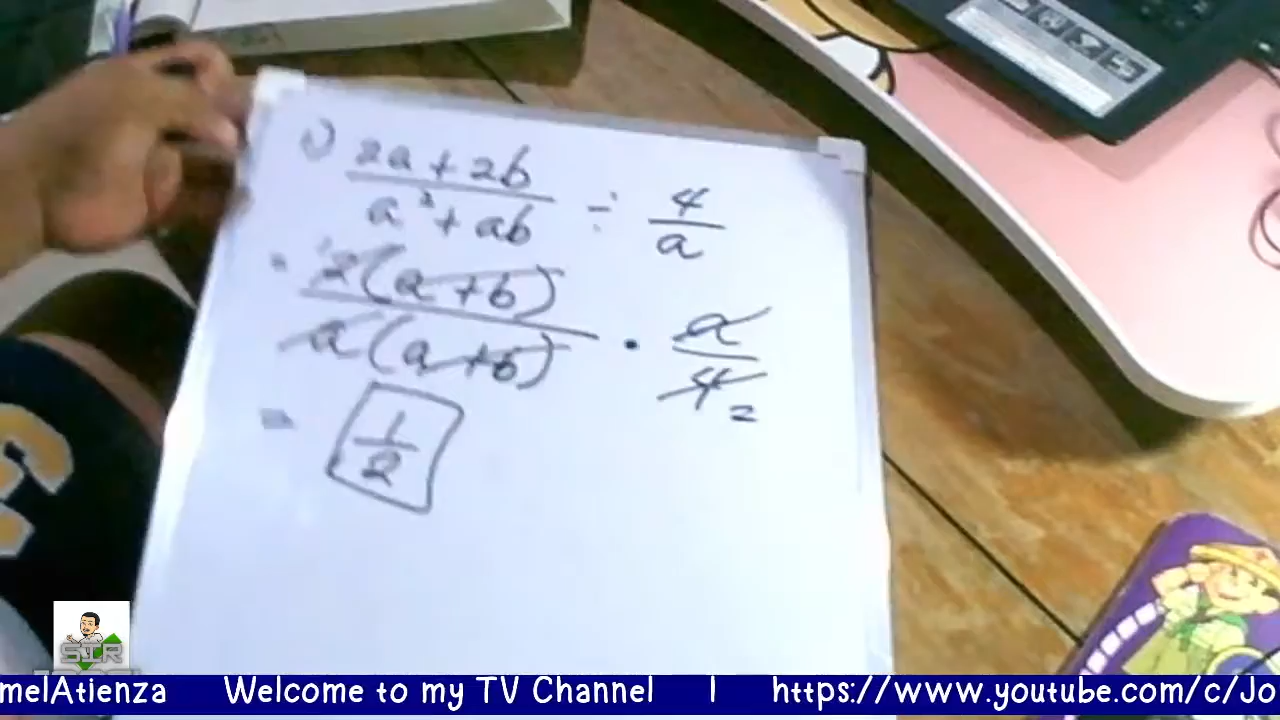 1) 2a + 2b / a² + ab ÷ 4 / a
= 2(a + b) / a(a + b) · a / 4 2
= 1 / 2
SIR
melAtienza Welcome to my TV Channel | https://www.youtube.com/c/Jo